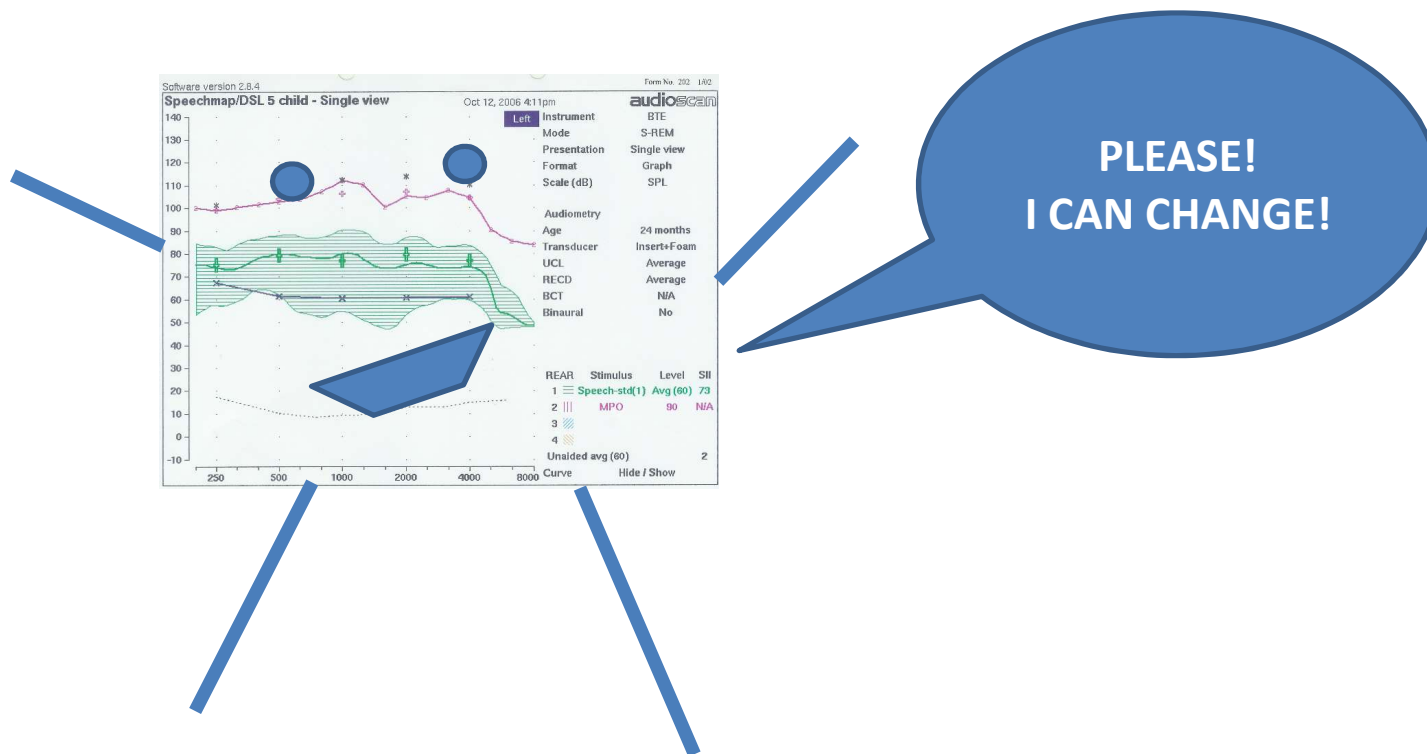 Software version 2.8.4
Form No. 202 1/02
Speechmap/DSL 5 child - Single view
Oct 12, 2006 4:11pm
audioscan
Left
Instrument BTE
Mode S-REM
Presentation Single view
Format Graph
Scale (dB) SPL
Audiometry
Age 24 months
Transducer Insert+Foam
UCL Average
RECD Average
BCT N/A
Binaural No
REAR Stimulus Level SII
1 Speech-std(1) Avg (60) 73
2 MPO 90 N/A
3
4
Unaided avg (60) 2
Curve Hide / Show
140
130
120
110
100
90
80
70
60
50
40
30
20
10
0
-10
250 500 1000 2000 4000 8000
PLEASE!
I CAN CHANGE!